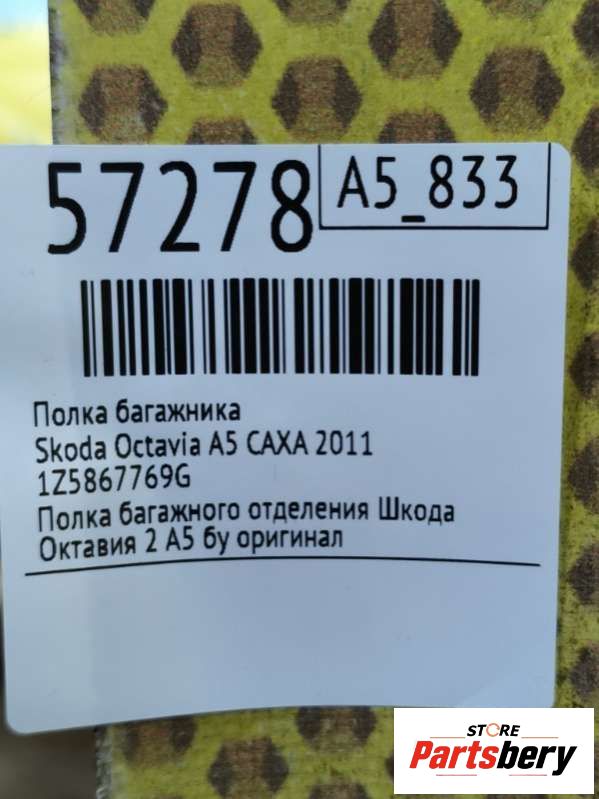 57278
A5_833
Полка багажника
Skoda Octavia A5 CAXA 2011
1Z5867769G
Полка багажного отделения Шкода
Октавия 2 А5 бу оригинал
STORE
Partsbery